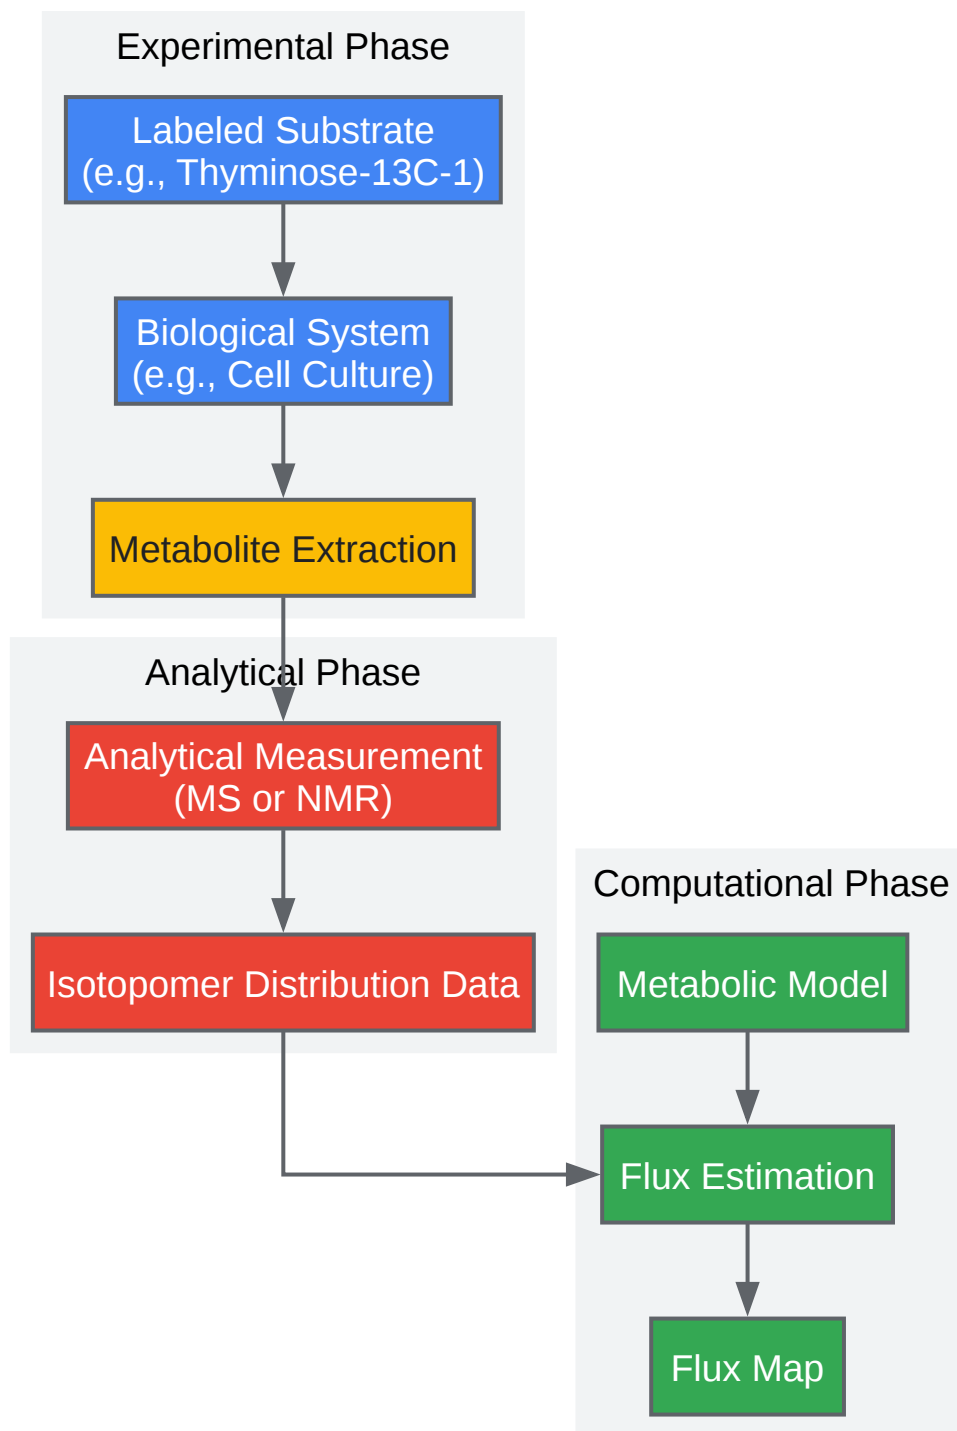 Experimental Phase
Labeled Substrate
(e.g., Thyminose-13C-1)
Biological System
(e.g., Cell Culture)
Metabolite Extraction
Analytical Phase
Analytical Measurement
(MS or NMR)
Isotopomer Distribution Data
Computational Phase
Metabolic Model
Flux Estimation
Flux Map